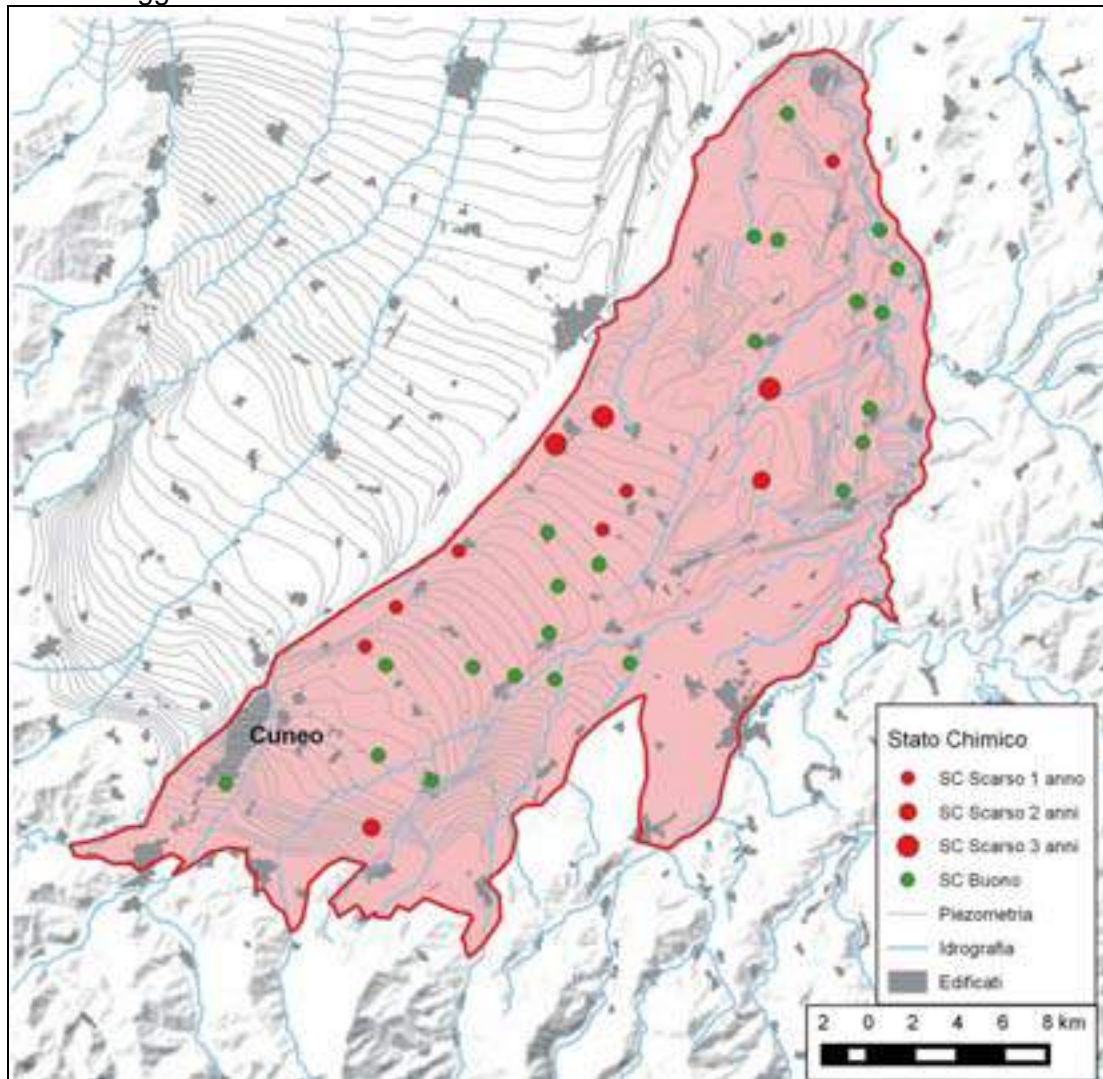 gg
Cuneo
Stato Chimico
SC Scarso 1 anno
SC Scarso 2 anni
SC Scarso 3 anni
SC Buono
Piezometria
Idrografia
Edificati
2 0 2 4 6 8 km